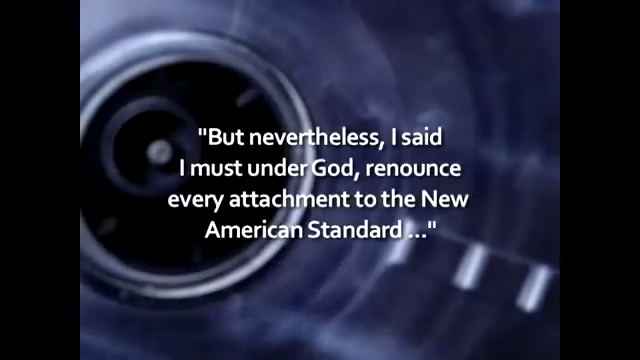 "But nevertheless, I said
I must under God, renounce
every attachment to the New
American Standard ..."